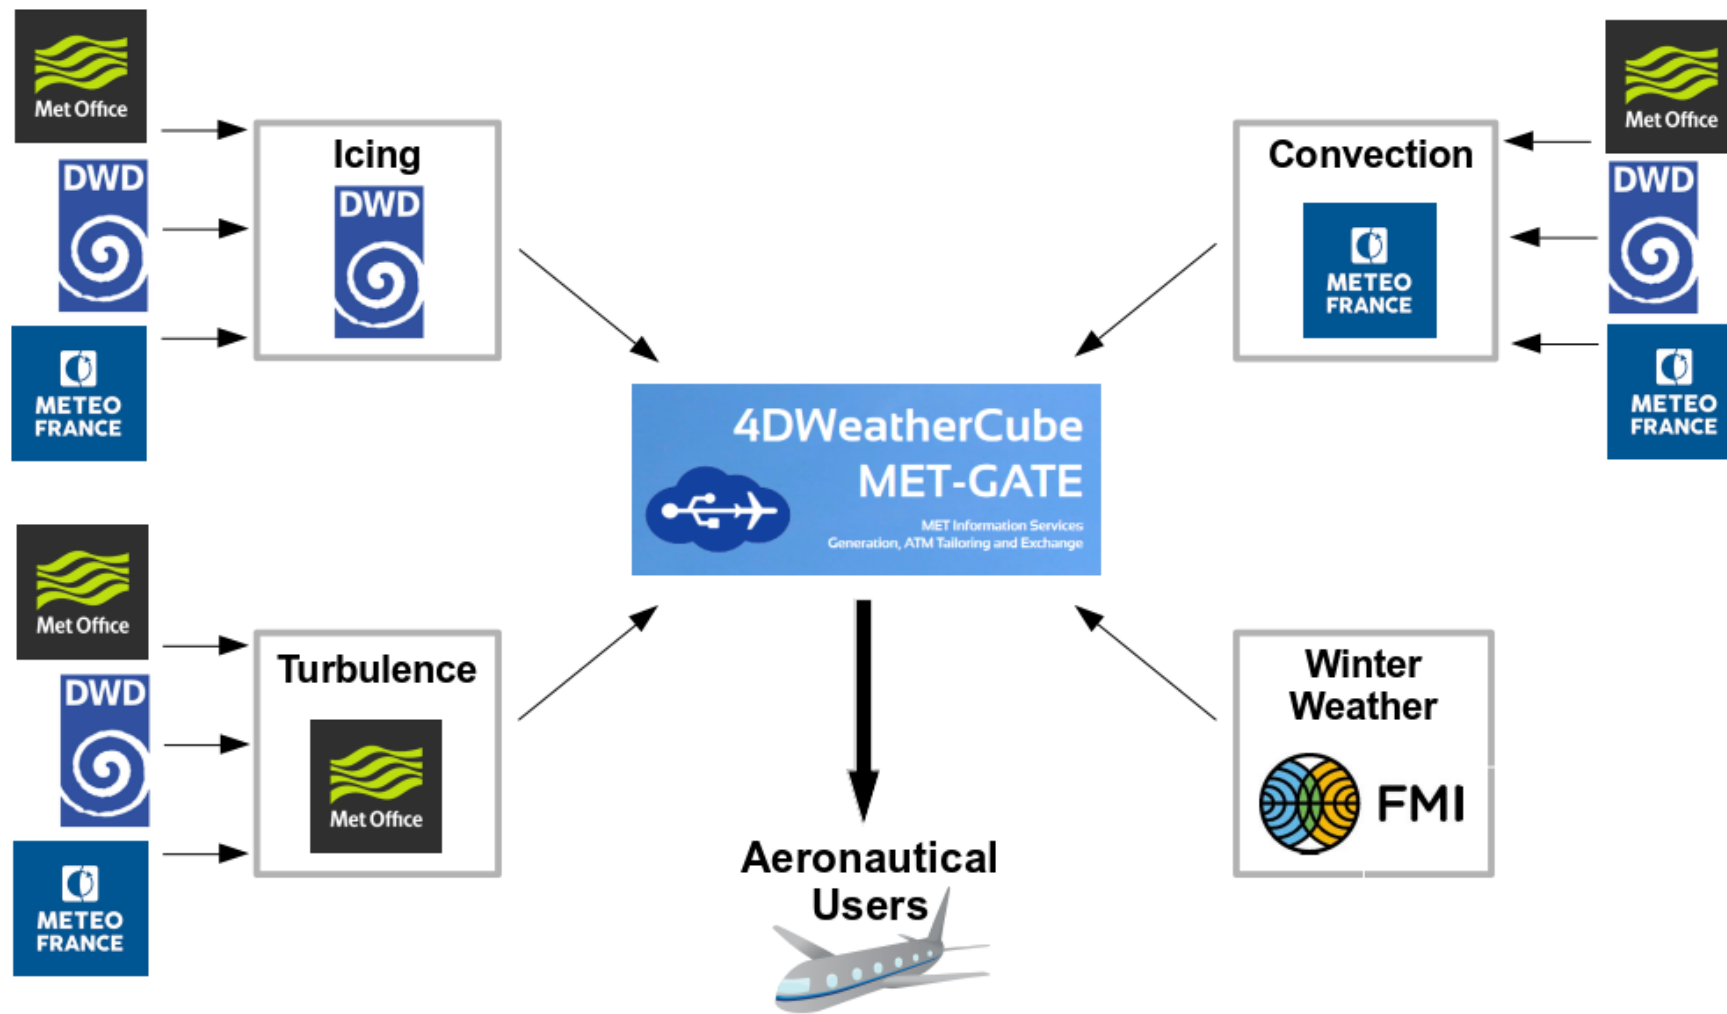 Met Office
DWD
METEO
FRANCE
Icing
DWD
Convection
METEO
FRANCE
Met Office
DWD
METEO
FRANCE
4DWeatherCube
MET-GATE
MET Information Services
Generation, ATM Tailoring and Exchange
Met Office
DWD
METEO
FRANCE
Turbulence
Met Office
Winter
Weather
FMI
Aeronautical
Users